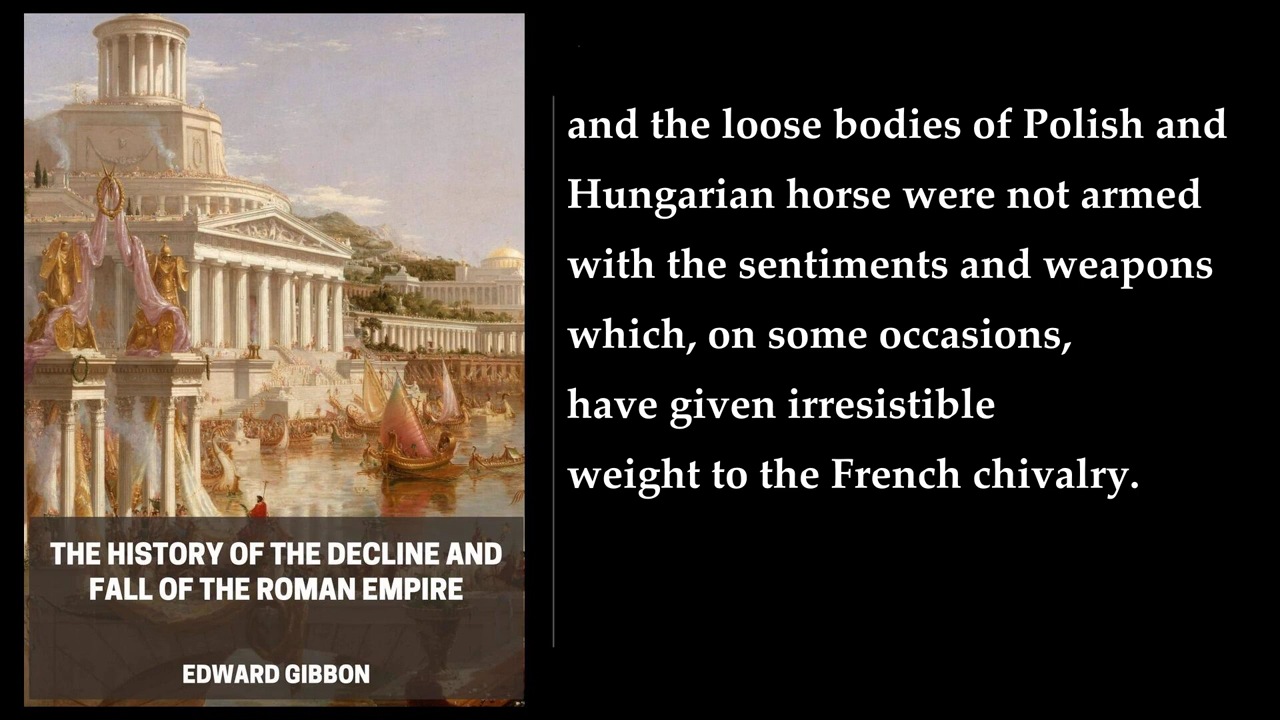 THE HISTORY OF THE DECLINE AND
FALL OF THE ROMAN EMPIRE
EDWARD GIBBON
and the loose bodies of Polish and
Hungarian horse were not armed
with the sentiments and weapons
which, on some occasions,
have given irresistible
weight to the French chivalry.